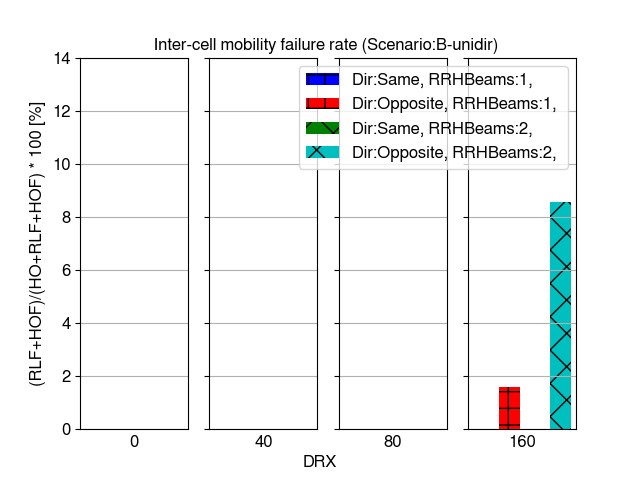 Inter-cell mobility failure rate (Scenario:B-unidir)
(RLF+HOF)/(HO+RLF+HOF) * 100 [%]
14
12
10
8
6
4
2
0
Dir:Same, RRHBeams:1,
Dir:Opposite, RRHBeams:1,
Dir:Same, RRHBeams:2,
Dir:Opposite, RRHBeams:2,
0 40 80 160
DRX